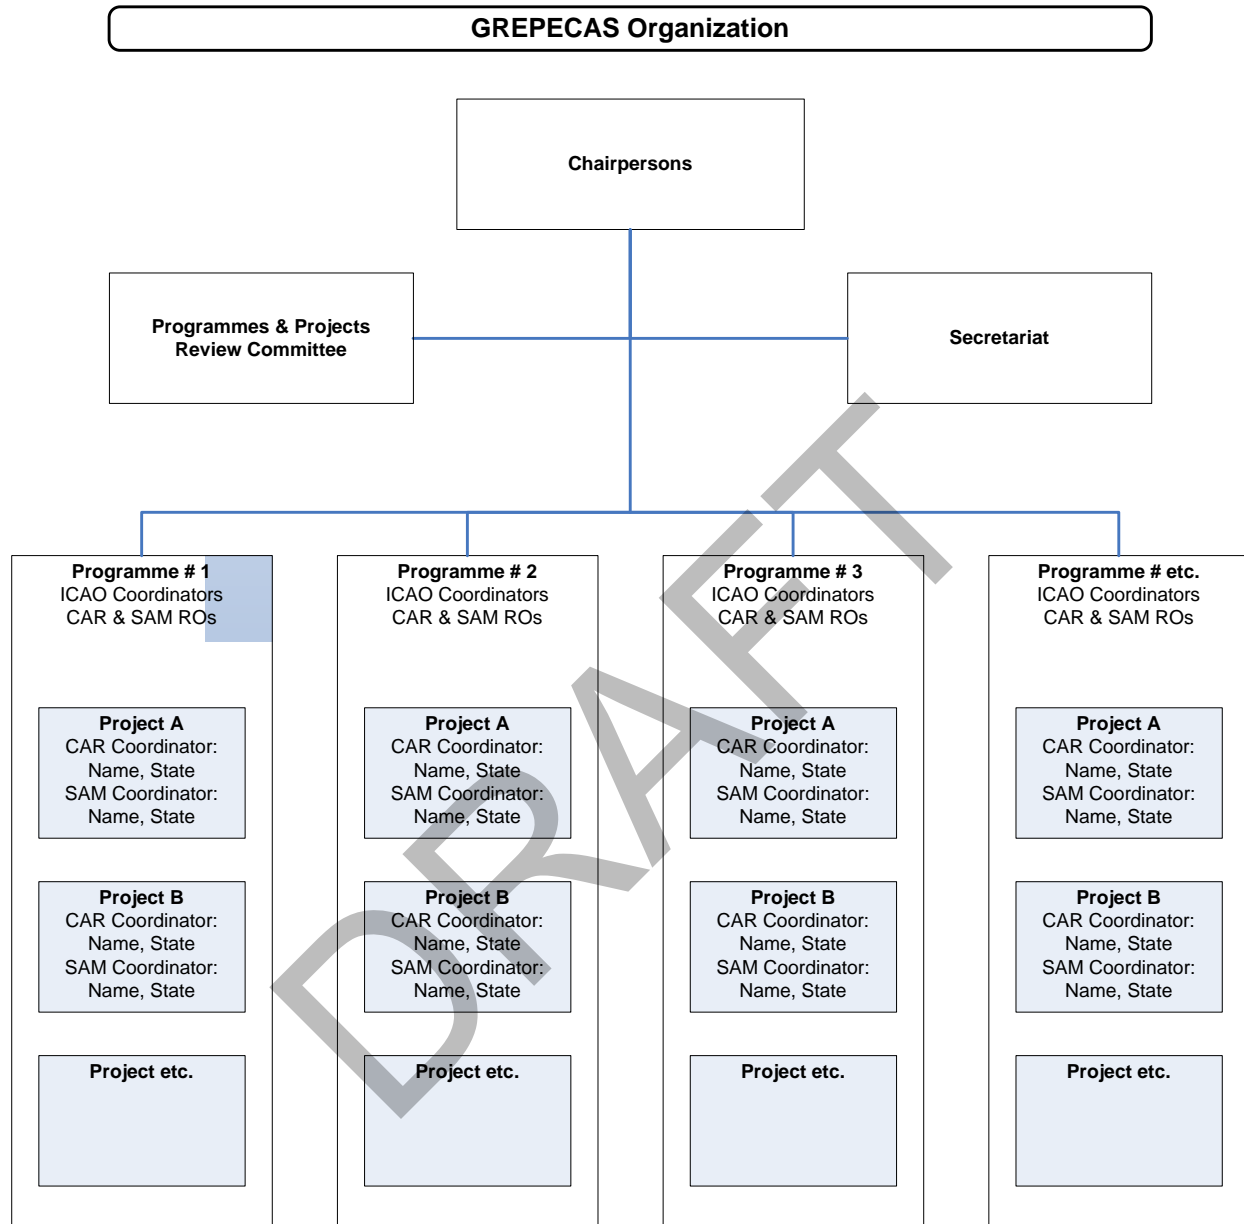 GREPECAS Organization
Chairpersons
Programmes & Projects
Review Committee
Secretariat
Programme # 1
ICAO Coordinators
CAR & SAM ROs
Project A
CAR Coordinator:
Name, State
SAM Coordinator:
Name, State
Project B
CAR Coordinator:
Name, State
SAM Coordinator:
Name, State
Project etc.
Programme # 2
ICAO Coordinators
CAR & SAM ROs
Project A
CAR Coordinator:
Name, State
SAM Coordinator:
Name, State
Project B
CAR Coordinator:
Name, State
SAM Coordinator:
Name, State
Project etc.
Programme # 3
ICAO Coordinators
CAR & SAM ROs
Project A
CAR Coordinator:
Name, State
SAM Coordinator:
Name, State
Project B
CAR Coordinator:
Name, State
SAM Coordinator:
Name, State
Project etc.
Programme # etc.
ICAO Coordinators
CAR & SAM ROs
Project A
CAR Coordinator:
Name, State
SAM Coordinator:
Name, State
Project B
CAR Coordinator:
Name, State
SAM Coordinator:
Name, State
Project etc.
DRAFT